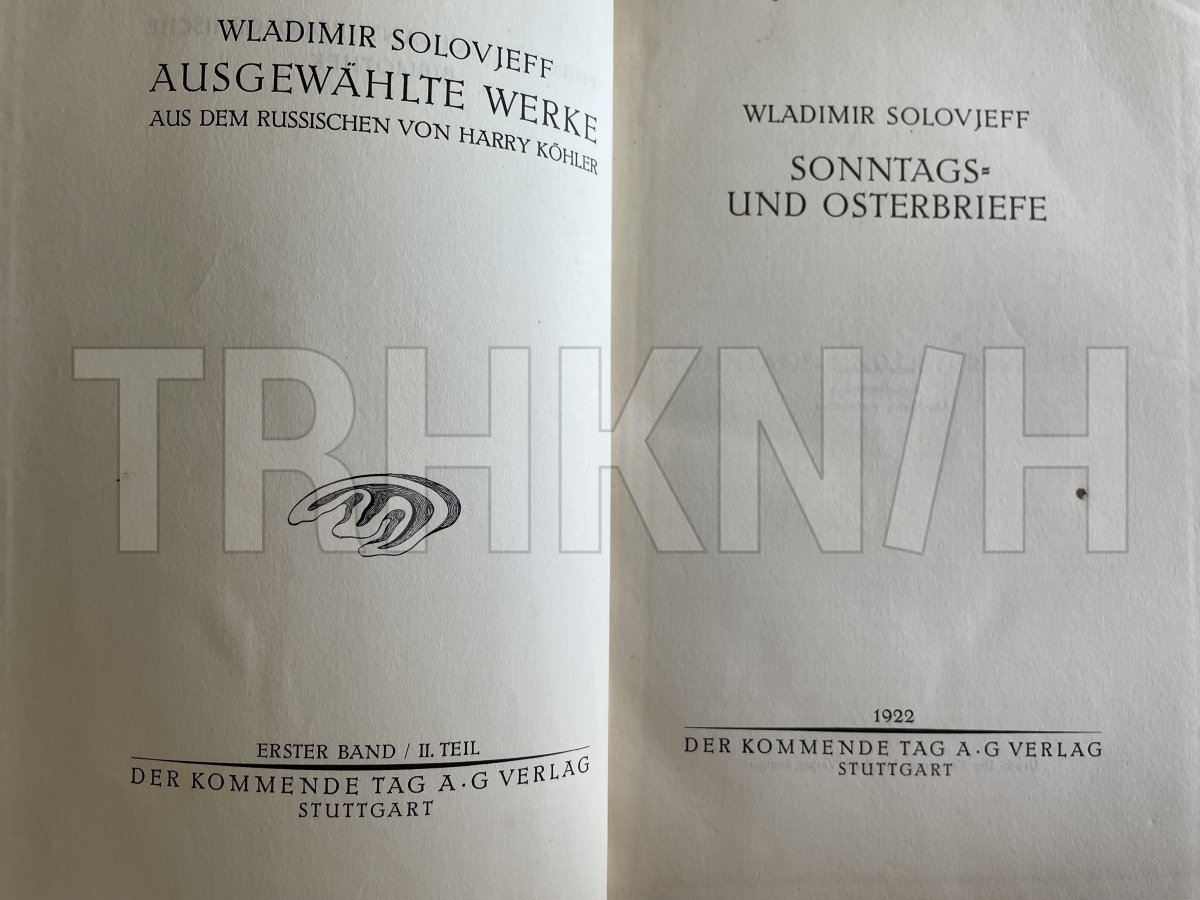 WLADIMIR SOLOVJEFF
AUSGEWÄHLTE WERKE
AUS DEM RUSSISCHEN VON HARRY KÖHLER
ERSTER BAND / II. TEIL
DER KOMMENDE TAG A·G VERLAG
STUTTGART
WLADIMIR SOLOVJEFF
SONNTAGS=
UND OSTERBRIEFE
1922
DER KOMMENDE TAG A·G VERLAG
STUTTGART
TRHKN/H